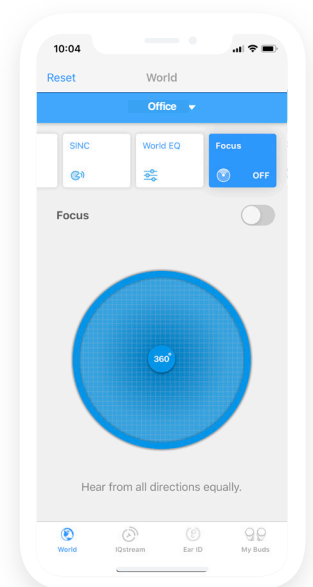 10:04
Reset World
Office
SINC World EQ Focus
OFF
Focus
360°
Hear from all directions equally.
World IQstream Ear ID My Buds